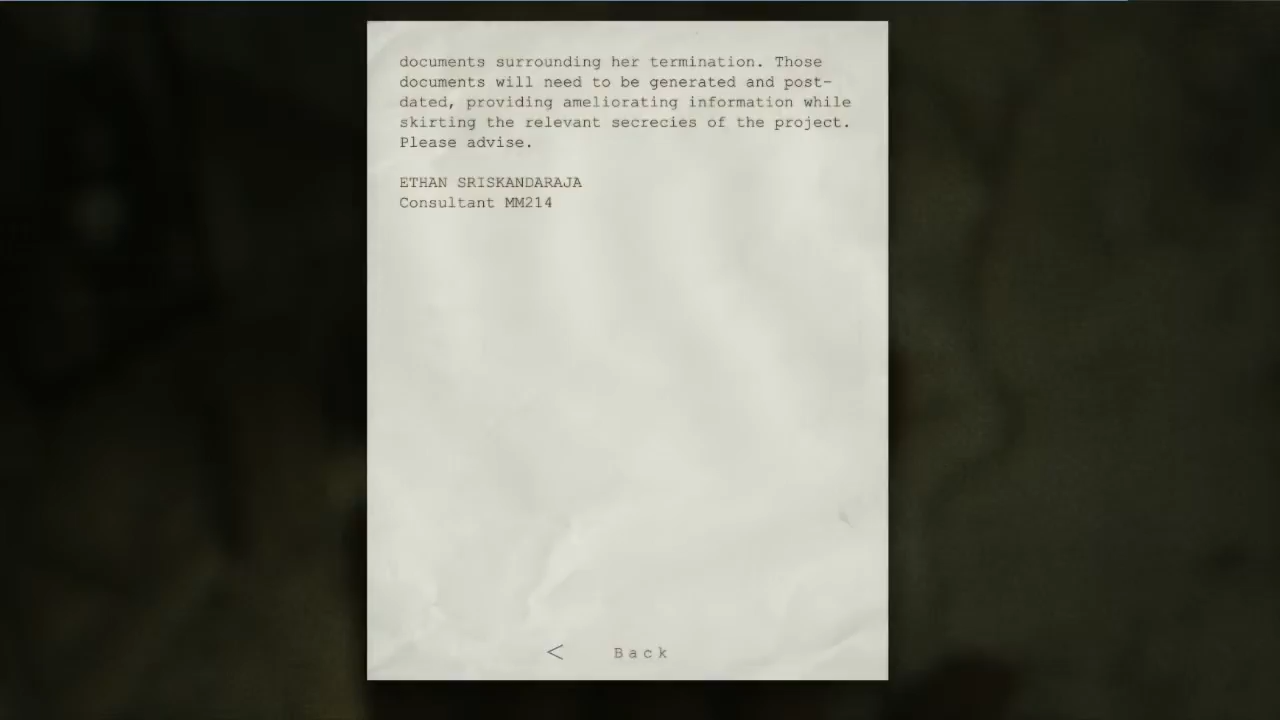 documents surrounding her termination. Those
documents will need to be generated and post-
dated, providing ameliorating information while
skirting the relevant secrecies of the project.
Please advise.
ETHAN SRISKANDARAJA
Consultant MM214
< Back